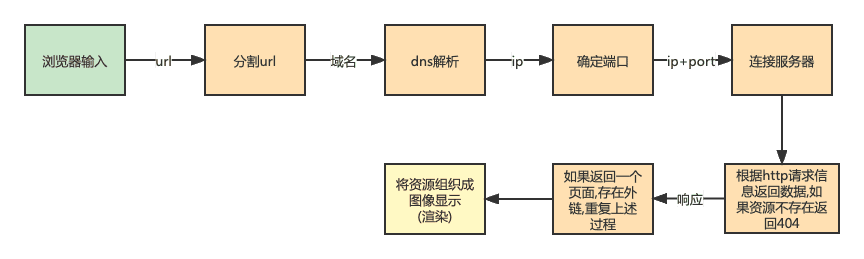 浏览器输入
url
分割url
域名
dns解析
ip
确定端口
ip+port
连接服务器
根据http请求信
息返回数据,如
果资源不存在返
回404
响应
如果返回一个
页面,存在外
链,重复上述
过程
将资源组织成
图像显示
(渲染)